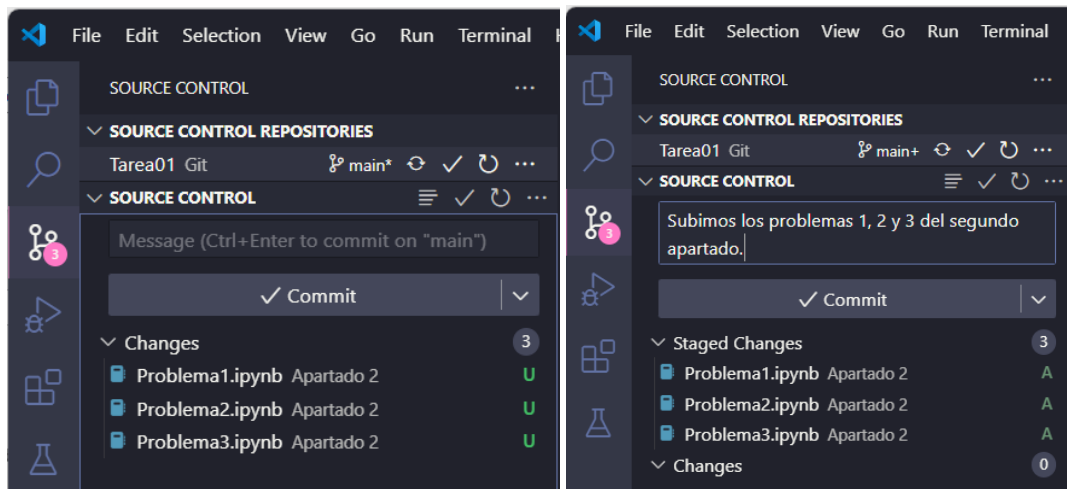 File Edit Selection View Go Run Terminal
SOURCE CONTROL
SOURCE CONTROL REPOSITORIES
Tarea01 Git main*
SOURCE CONTROL
3
Message (Ctrl+Enter to commit on "main")
Commit
Changes 3
Problema1.ipynb Apartado 2 U
Problema2.ipynb Apartado 2 U
Problema3.ipynb Apartado 2 U
File Edit Selection View Go Run Terminal
SOURCE CONTROL
SOURCE CONTROL REPOSITORIES
Tarea01 Git main+
SOURCE CONTROL
Subimos los problemas 1, 2 y 3 del segundo
3
apartado.
Commit
Staged Changes 3
Problema1.ipynb Apartado 2 A
Problema2.ipynb Apartado 2 A
Problema3.ipynb Apartado 2 A
Changes 0